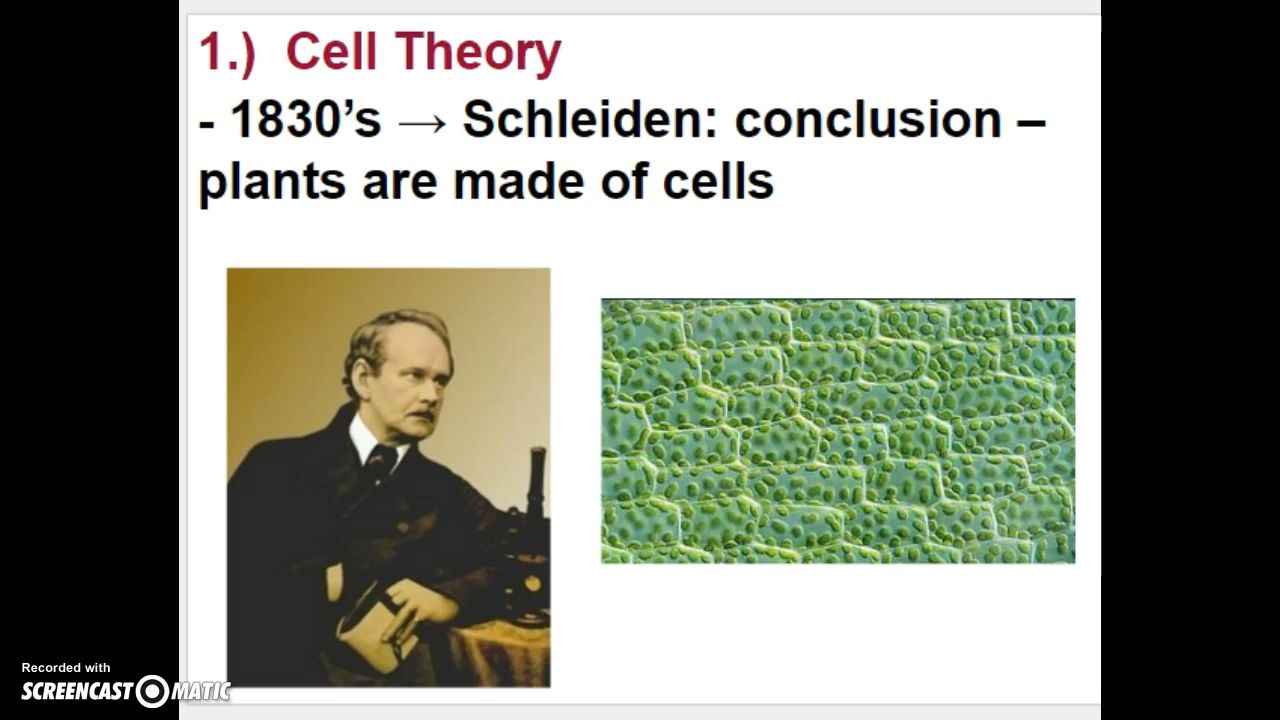 1.) Cell Theory
- 1830’s → Schleiden: conclusion –
plants are made of cells
Recorded with
SCREENCAST MATIC